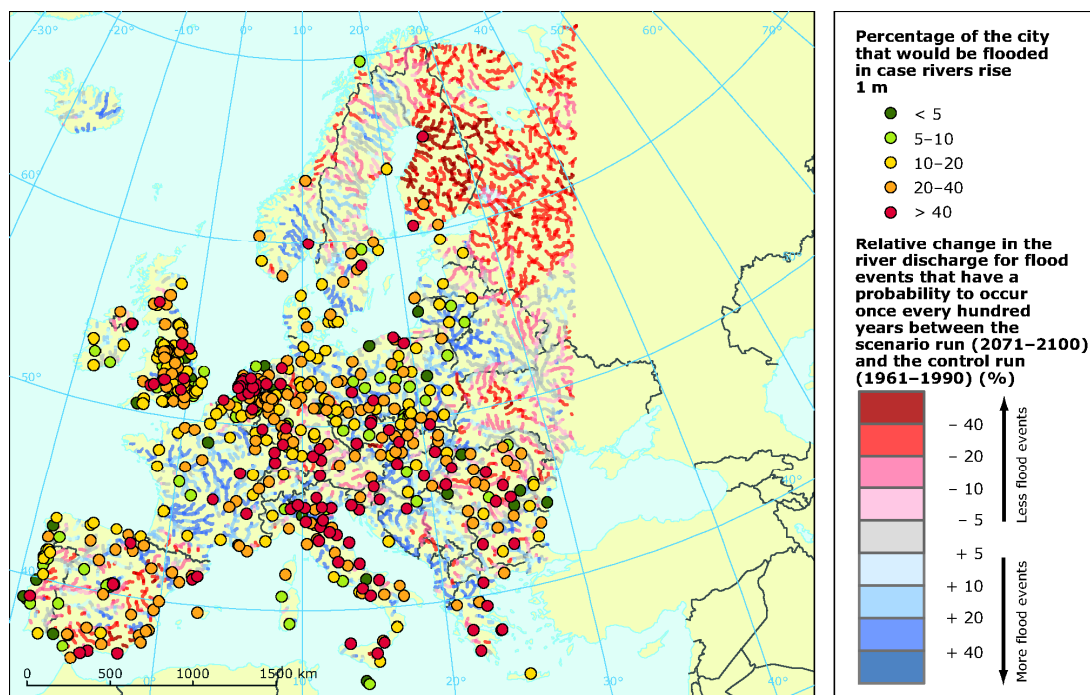 -30° -20° -10° 0° 10° 20° 30° 40° 50° 60° 70°
60°
50°
50°
40°
40°
0 500 1000 1500 km
0° 10° 20° 30° 40°
Percentage of the city
that would be flooded
in case rivers rise
1 m
< 5
5–10
10–20
20–40
> 40
Relative change in the
river discharge for flood
events that have a
probability to occur
once every hundred
years between the
scenario run (2071–2100)
and the control run
(1961–1990) (%)
– 40
– 20
– 10
– 5
+ 5
+ 10
+ 20
+ 40
Less flood events
More flood events